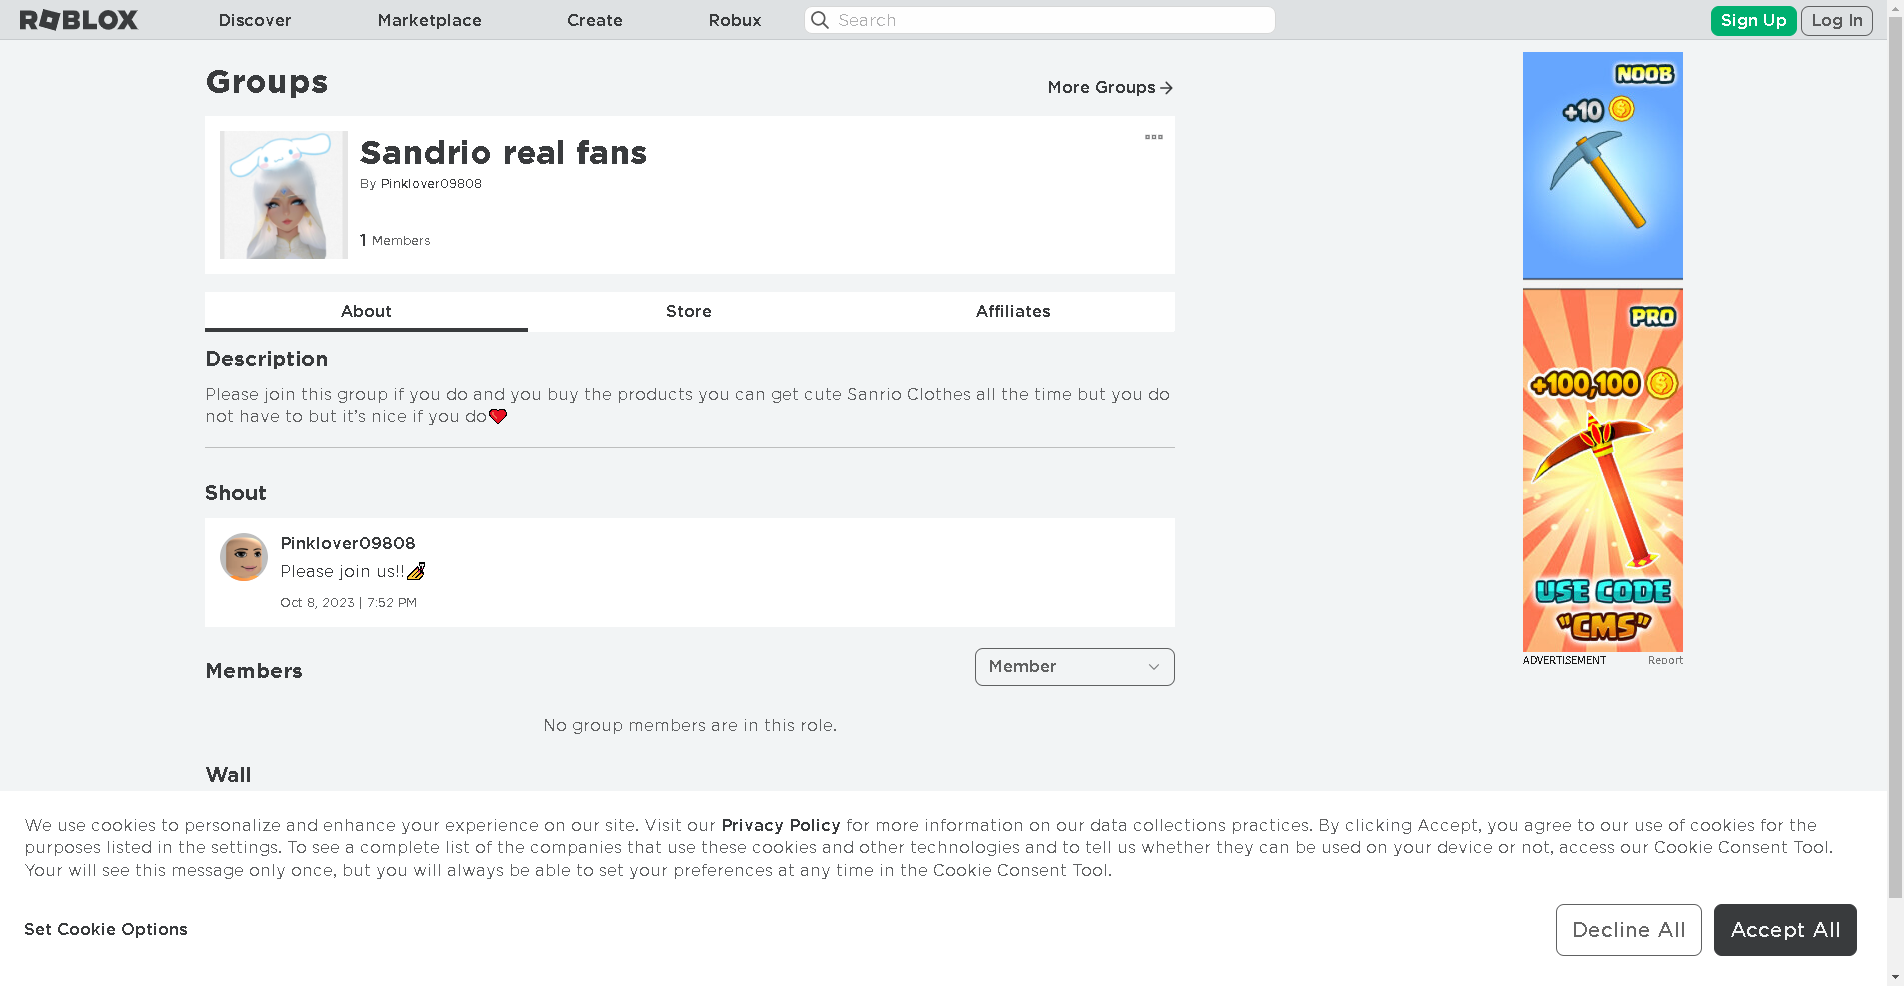 ROBLOX
Discover
Marketplace
Create
Robux
Search
Sign Up
Log In
Groups
More Groups
Sandrio real fans
By Pinklover09808
1 Members
About
Store
Affiliates
Description
Please join this group if you do and you buy the products you can get cute Sanrio Clothes all the time but you do
not have to but it’s nice if you do❤️
Shout
Pinklover09808
Please join us!!💅
Oct 8, 2023 | 7:52 PM
Members
Member
No group members are in this role.
Wall
NOOB
+10
PRO
+100,100
USE CODE
"CMS"
ADVERTISEMENT
Report
We use cookies to personalize and enhance your experience on our site. Visit our Privacy Policy for more information on our data collections practices. By clicking Accept, you agree to our use of cookies for the
purposes listed in the settings. To see a complete list of the companies that use these cookies and other technologies and to tell us whether they can be used on your device or not, access our Cookie Consent Tool.
Your will see this message only once, but you will always be able to set your preferences at any time in the Cookie Consent Tool.
Set Cookie Options
Decline All
Accept All